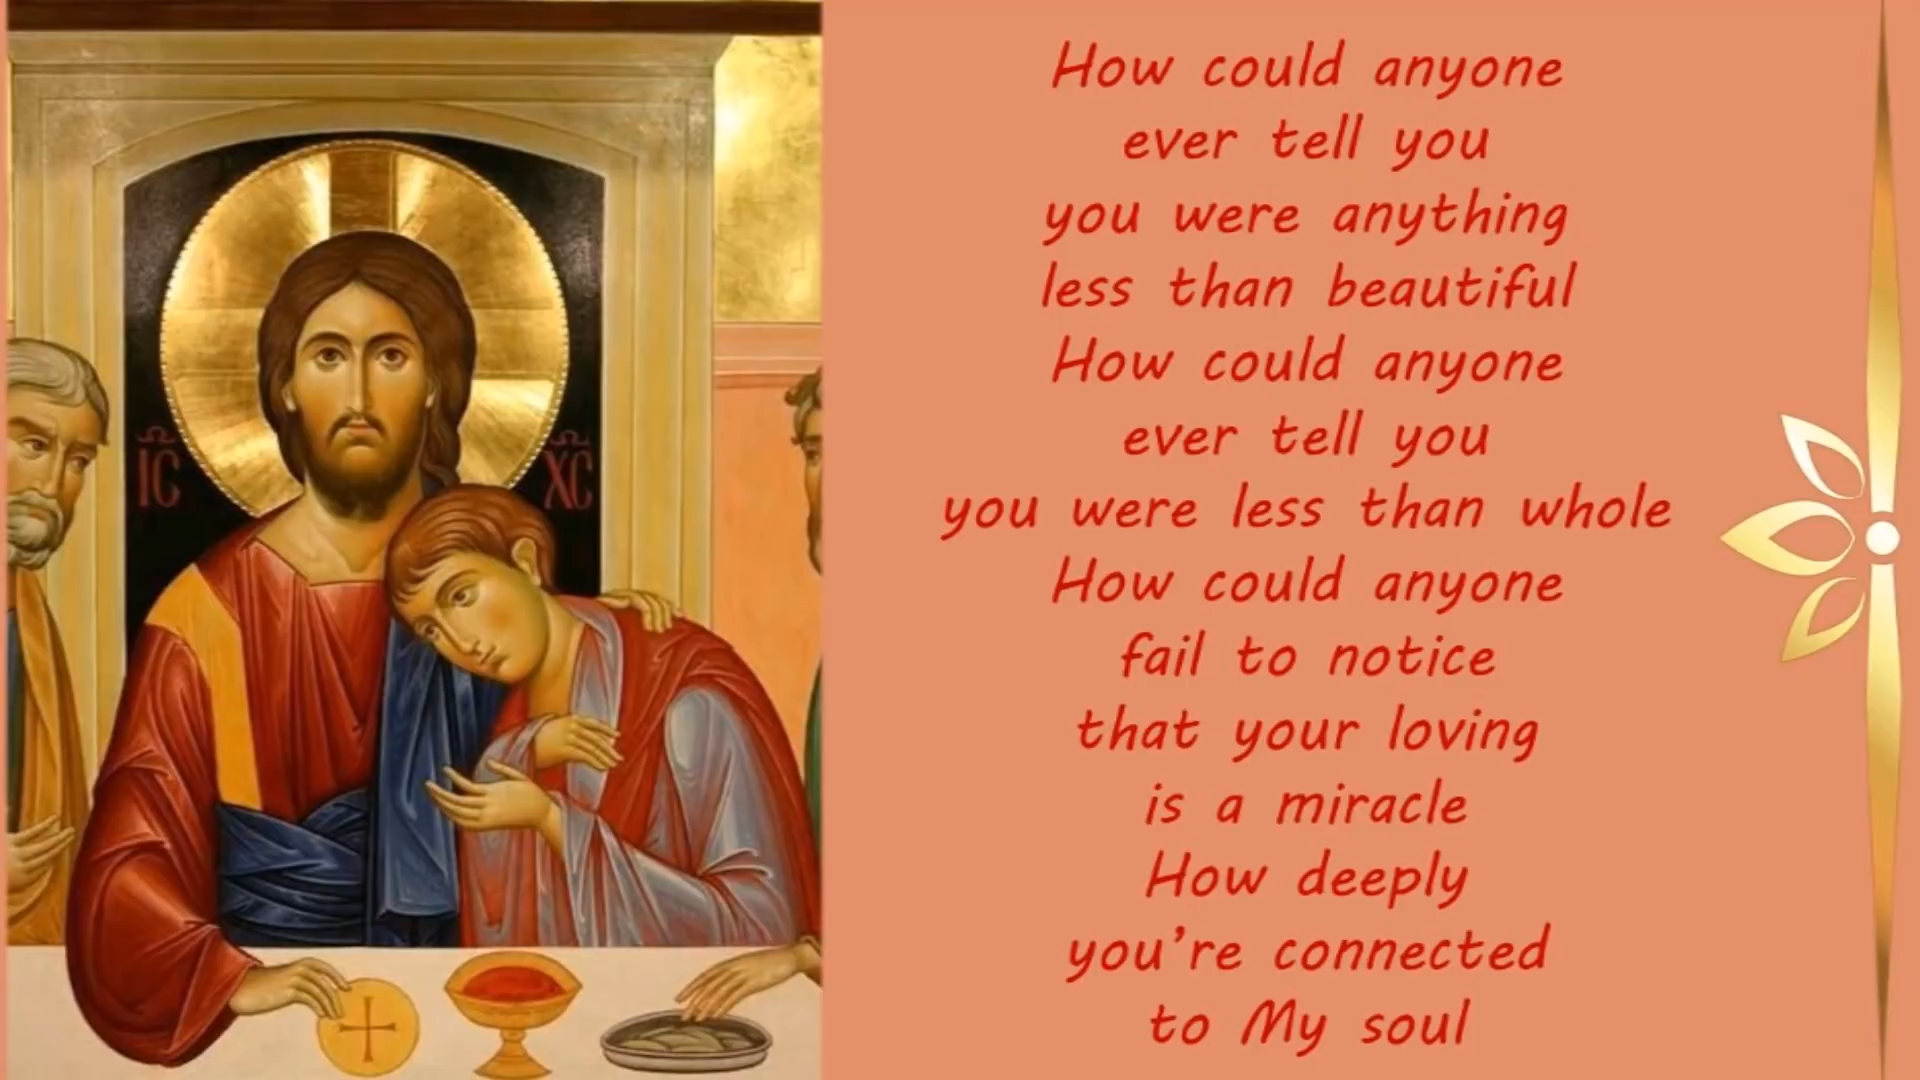 IC XC
How could anyone
ever tell you
you were anything
less than beautiful
How could anyone
ever tell you
you were less than whole
How could anyone
fail to notice
that your loving
is a miracle
How deeply
you're connected
to My soul